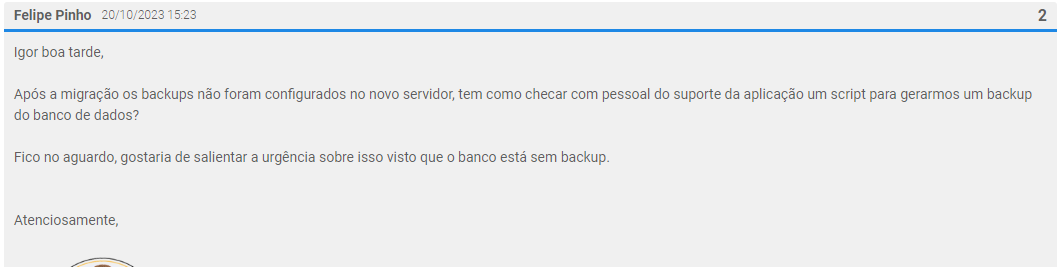 Felipe Pinho 20/10/2023 15:23 2
Igor boa tarde,
Após a migração os backups não foram configurados no novo servidor, tem como checar com pessoal do suporte da aplicação um script para gerarmos um backup
do banco de dados?
Fico no aguardo, gostaria de salientar a urgência sobre isso visto que o banco está sem backup.
Atenciosamente,